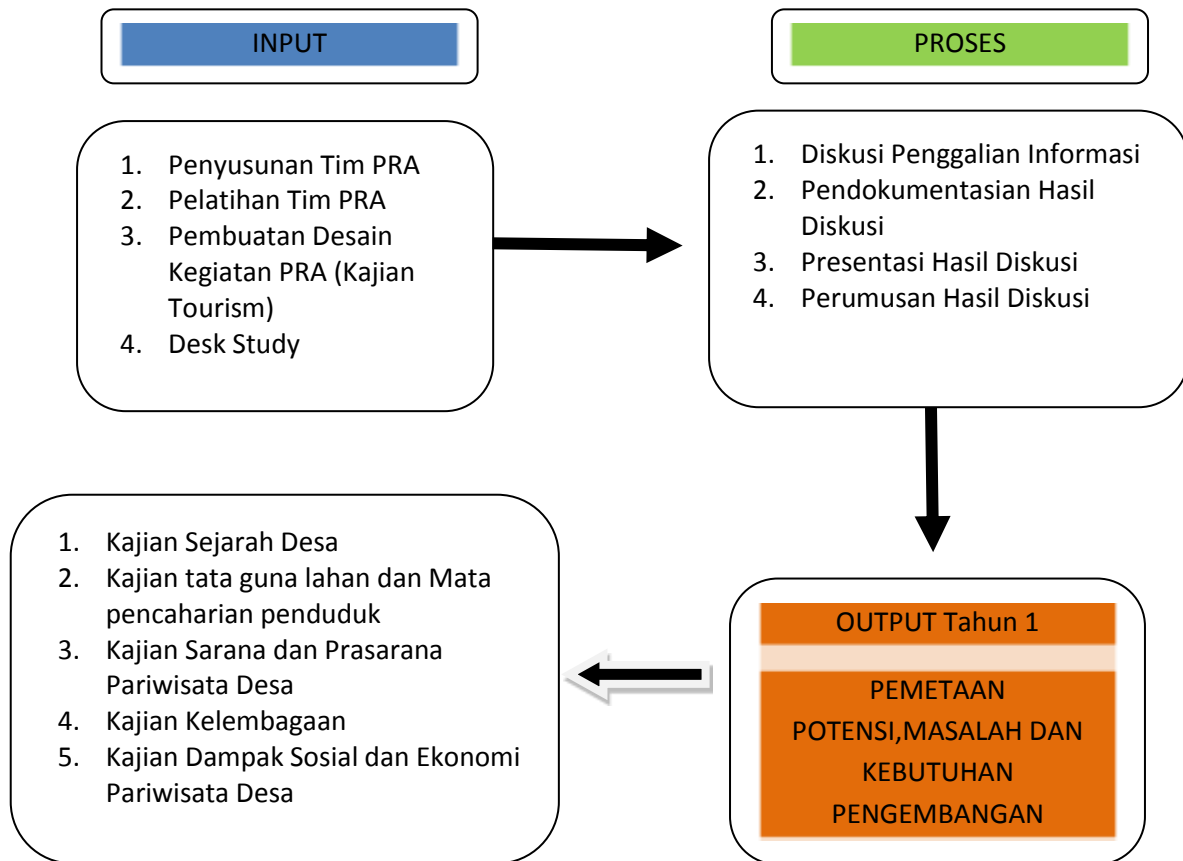 INPUT
PROSES
1. Penyusunan Tim PRA
2. Pelatihan Tim PRA
3. Pembuatan Desain
Kegiatan PRA (Kajian
Tourism)
4. Desk Study
1. Diskusi Penggalian Informasi
2. Pendokumentasian Hasil
Diskusi
3. Presentasi Hasil Diskusi
4. Perumusan Hasil Diskusi
OUTPUT Tahun 1
PEMETAAN
POTENSI,MASALAH DAN
KEBUTUHAN
PENGEMBANGAN
1. Kajian Sejarah Desa
2. Kajian tata guna lahan dan Mata
pencaharian penduduk
3. Kajian Sarana dan Prasarana
Pariwisata Desa
4. Kajian Kelembagaan
5. Kajian Dampak Sosial dan Ekonomi
Pariwisata Desa